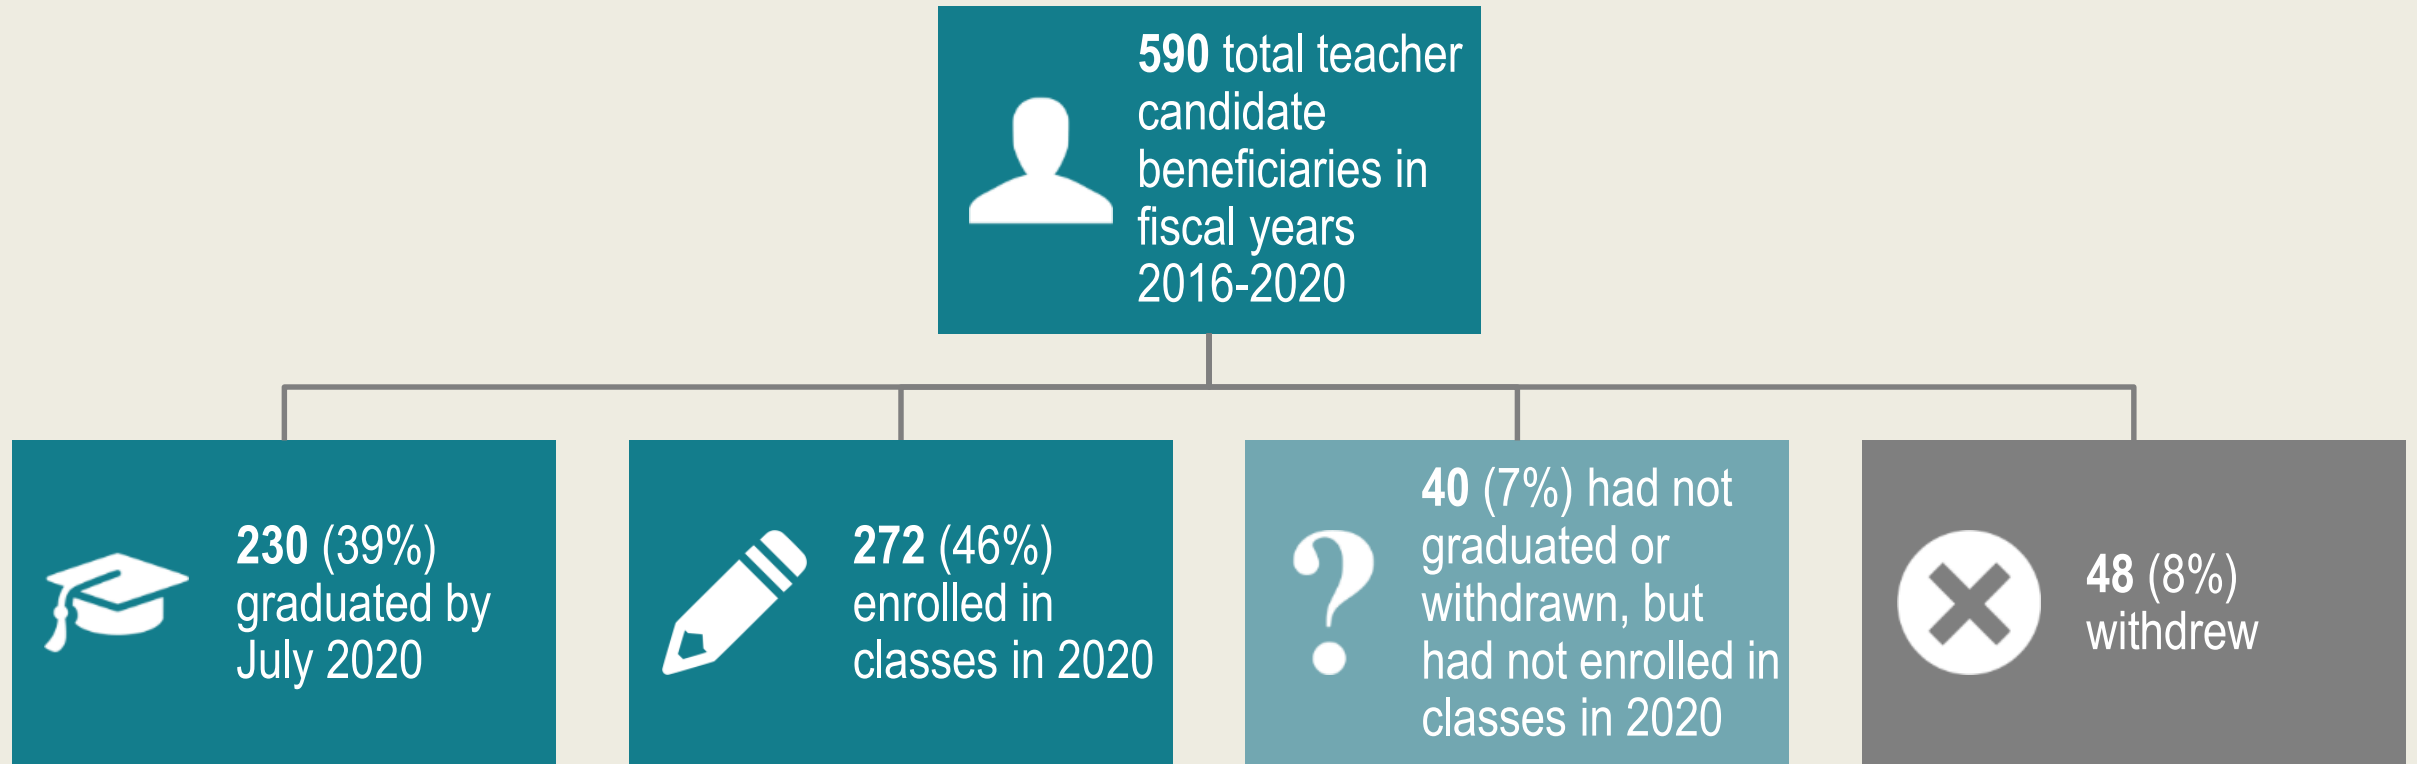 590 total teacher
candidate
beneficiaries in
fiscal years
2016-2020
230 (39%)
graduated by
July 2020
272 (46%)
enrolled in
classes in 2020
40 (7%) had not
graduated or
withdrawn, but
had not enrolled in
classes in 2020
48 (8%)
withdrew